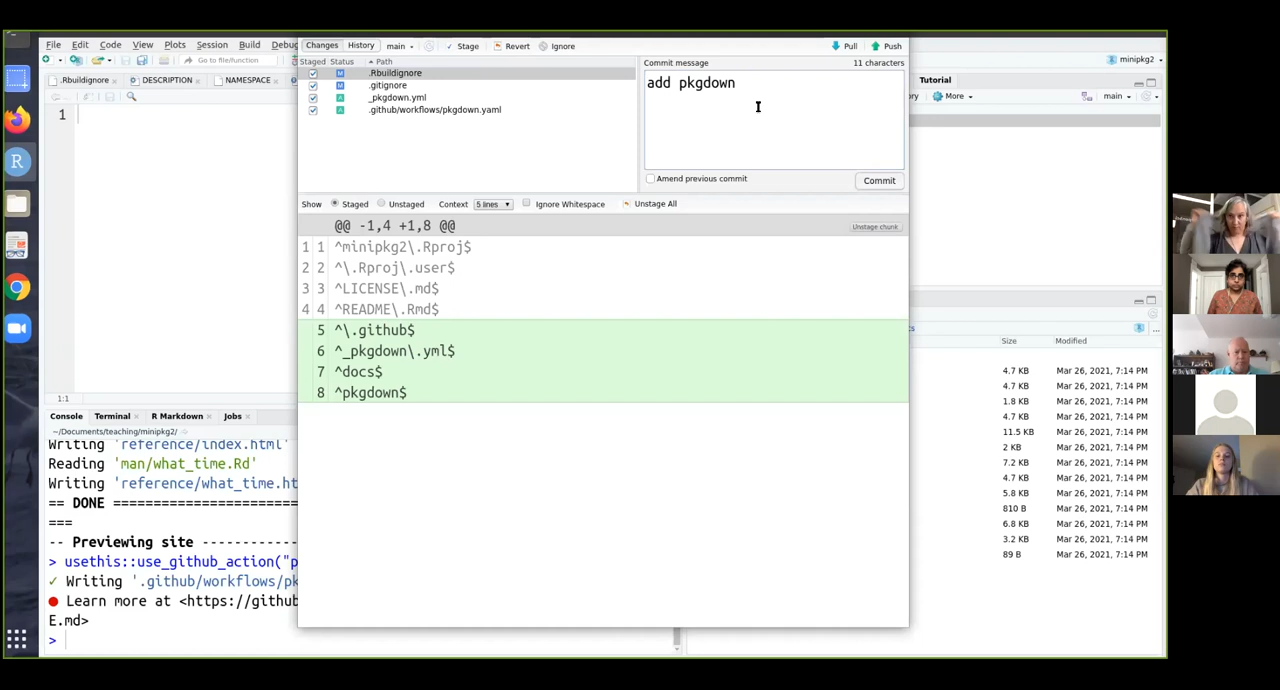 File Edit Code View Plots Session Build Debug
Go to file/function
.Rbuildignore DESCRIPTION NAMESPACE
1
1:1
Changes History main Stage Revert Ignore Pull Push
Staged Status Path
M .Rbuildignore
M .gitignore
A _pkgdown.yml
A .github/workflows/pkgdown.yaml
Commit message 11 characters
add pkgdown
Amend previous commit Commit
Show Staged Unstaged Context 5 lines Ignore Whitespace Unstage All
@@ -1,4 +1,8 @@ Unstage chunk
1 1 ^minipkg2\.Rproj$
2 2 ^\.Rproj\.user$
3 3 ^LICENSE\.md$
4 4 ^README\.Rmd$
5 ^\.github$
6 ^_pkgdown\.yml$
7 ^docs$
8 ^pkgdown$
Console Terminal R Markdown Jobs
~/Documents/teaching/minipkg2/
Writing 'reference/index.html'
Reading 'man/what_time.Rd'
Writing 'reference/what_time.ht
== DONE =======================
===
-- Previewing site ------------
> usethis::use_github_action("p
✓ Writing '.github/workflows/pk
● Learn more at <https://github
E.md>
>
minipkg2
Tutorial
ry More main
ts
Size Modified
4.7 KB Mar 26, 2021, 7:14 PM
4.7 KB Mar 26, 2021, 7:14 PM
1.8 KB Mar 26, 2021, 7:14 PM
4.7 KB Mar 26, 2021, 7:14 PM
11.5 KB Mar 26, 2021, 7:14 PM
2 KB Mar 26, 2021, 7:14 PM
7.2 KB Mar 26, 2021, 7:14 PM
4.7 KB Mar 26, 2021, 7:14 PM
5.8 KB Mar 26, 2021, 7:14 PM
810 B Mar 26, 2021, 7:14 PM
6.8 KB Mar 26, 2021, 7:14 PM
3.2 KB Mar 26, 2021, 7:14 PM
89 B Mar 26, 2021, 7:14 PM